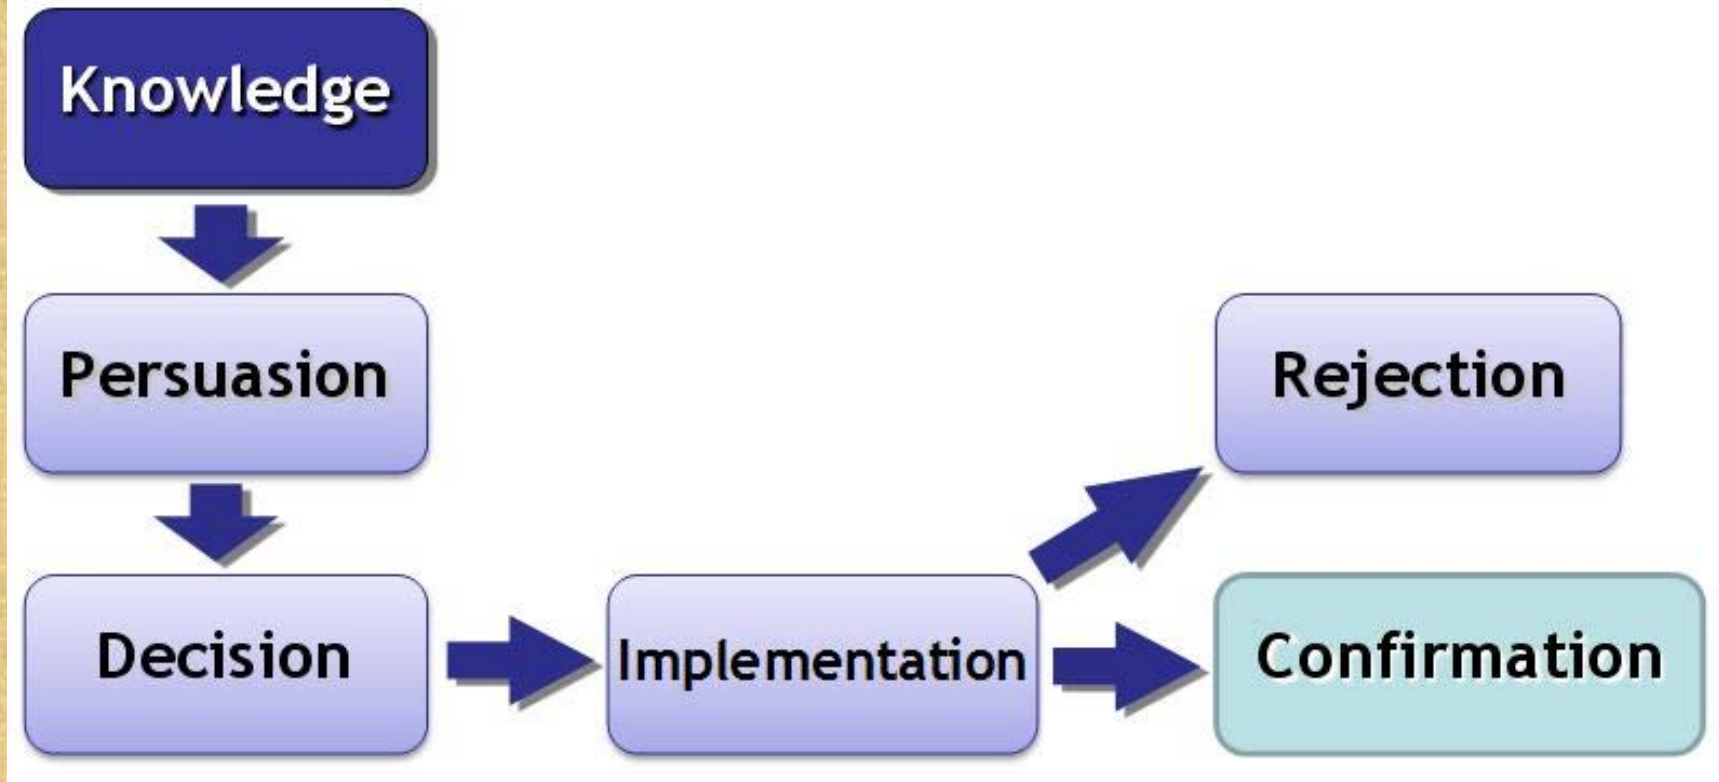 Knowledge
Persuasion
Rejection
Decision
Implementation
Confirmation